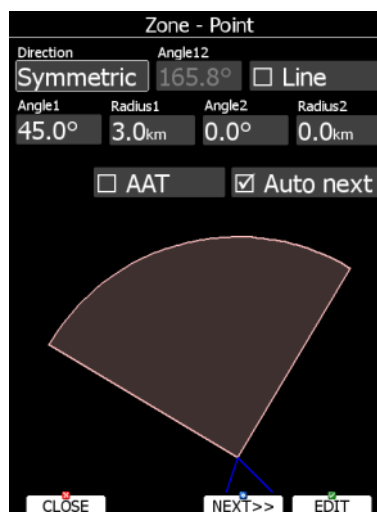 Zone - Point
Direction Angle12
Symmetric 165.8° Line
Angle1 Radius1 Angle2 Radius2
45.0° 3.0km 0.0° 0.0km
AAT Auto next
CLOSE NEXT>> EDIT